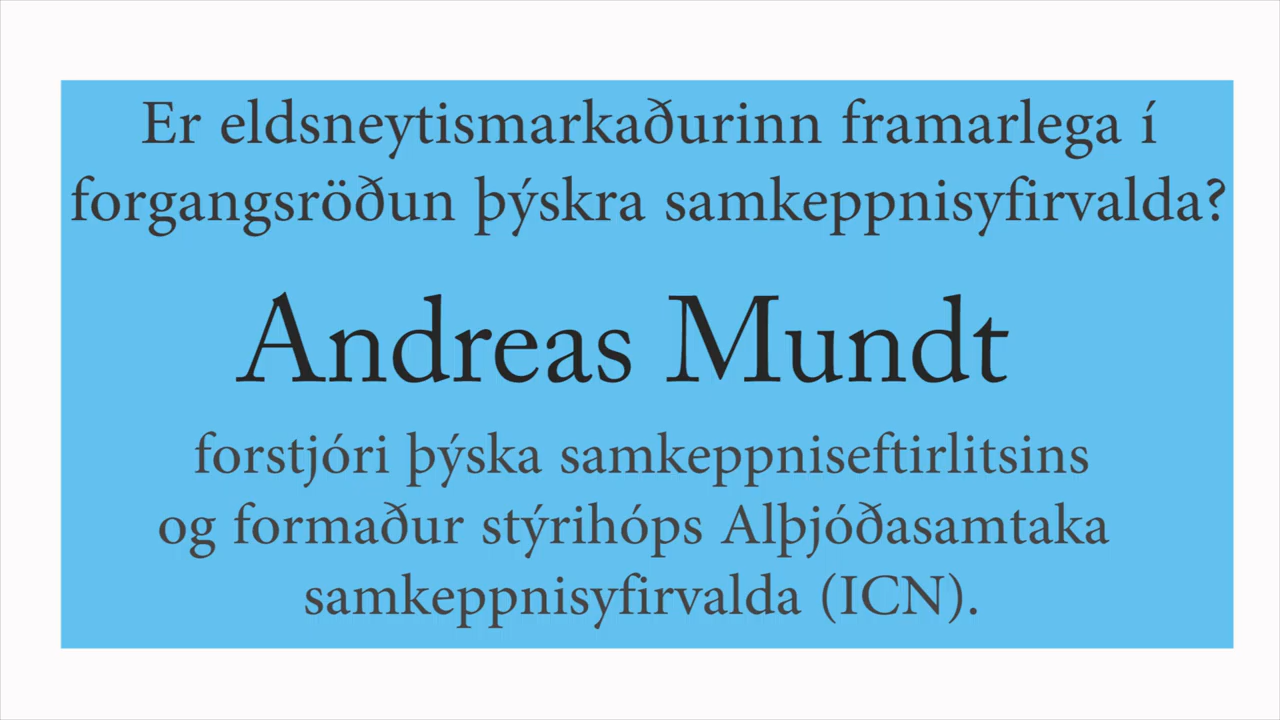 Er eldsneytismarkaðurinn framarlega í
forgangsröðun þýskra samkeppnisyfirvalda?
Andreas Mundt
forstjóri þýska samkeppniseftirlitsins
og formaður stýrihóps Alþjóðasamtaka
samkeppnisyfirvalda (ICN).